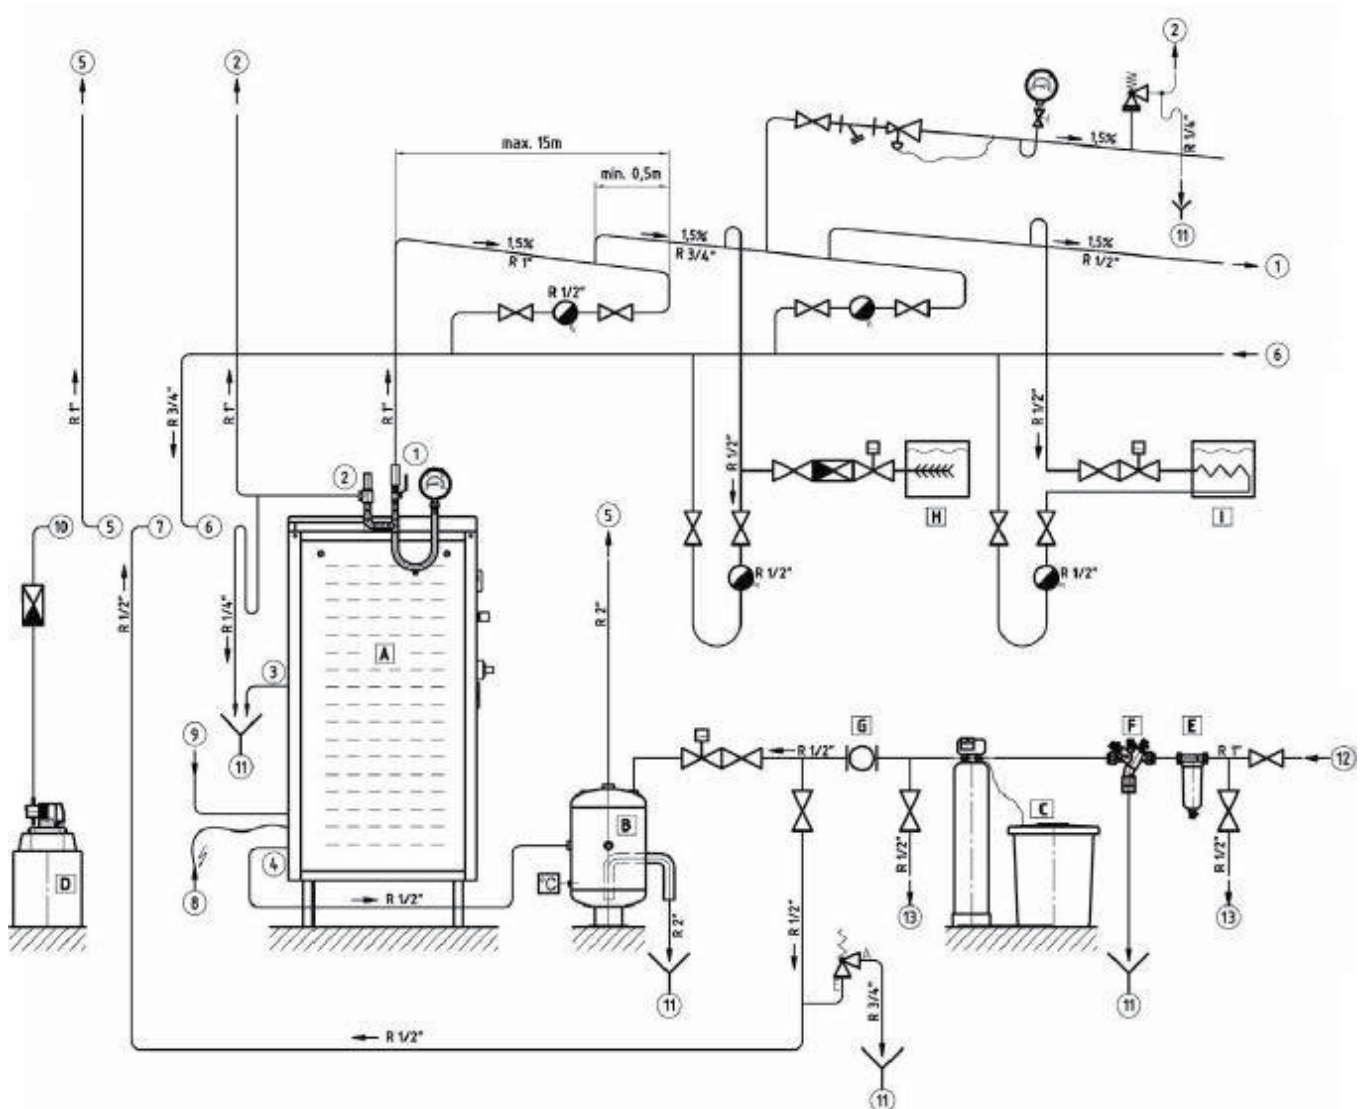 5
2
2
max. 15m
min. 0,5m
1,5%
R 1/4"
11
1,5%
R 1"
1,5%
R 3/4"
1,5%
R 1/2"
1
R 1/2"
6
R 1"
R 3/4"
R 1"
R 1"
R 1/2"
R 1/2"
2
1
H
I
10
5
7
6
5
R 1/2"
R 1/2"
R 1/2"
R 1/4"
R 2"
A
3
9
11
G
F
E
R 1/2"
R 1"
12
C
B
D
4
°C
8
R 1/2"
R 2"
R 1/2"
R 1/2"
R 1/2"
13
13
11
11
R 3/4"
R 1/2"
11